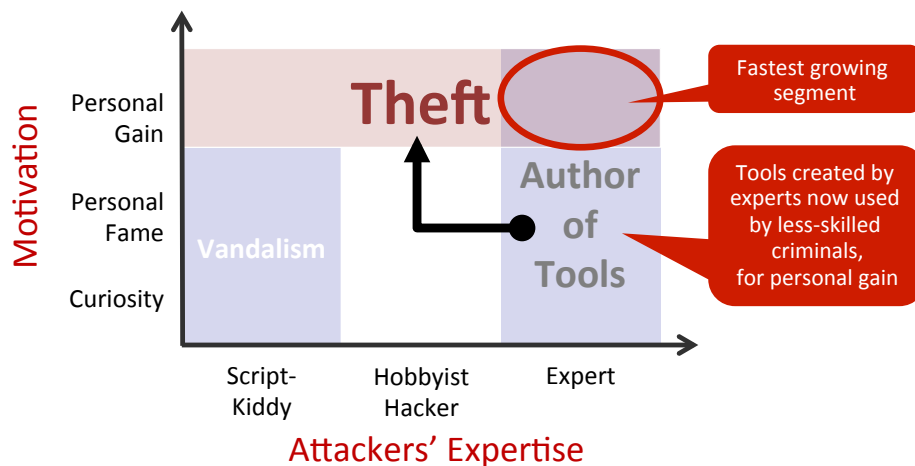 Motivation
Personal
Gain
Personal
Fame
Curiosity
Theft
Vandalism
Author
of
Tools
Fastest growing
segment
Tools created by
experts now used
by less-skilled
criminals,
for personal gain
Script-
Kiddy
Hobbyist
Hacker
Expert
Attackers’ Expertise